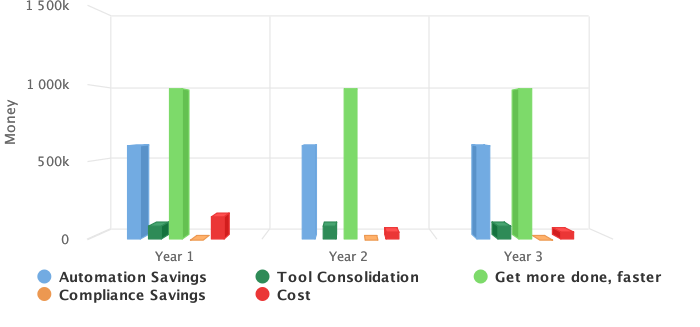 1 500k
1 000k
Money
500k
0
Year 1 Year 2 Year 3
Automation Savings Tool Consolidation Get more done, faster
Compliance Savings Cost